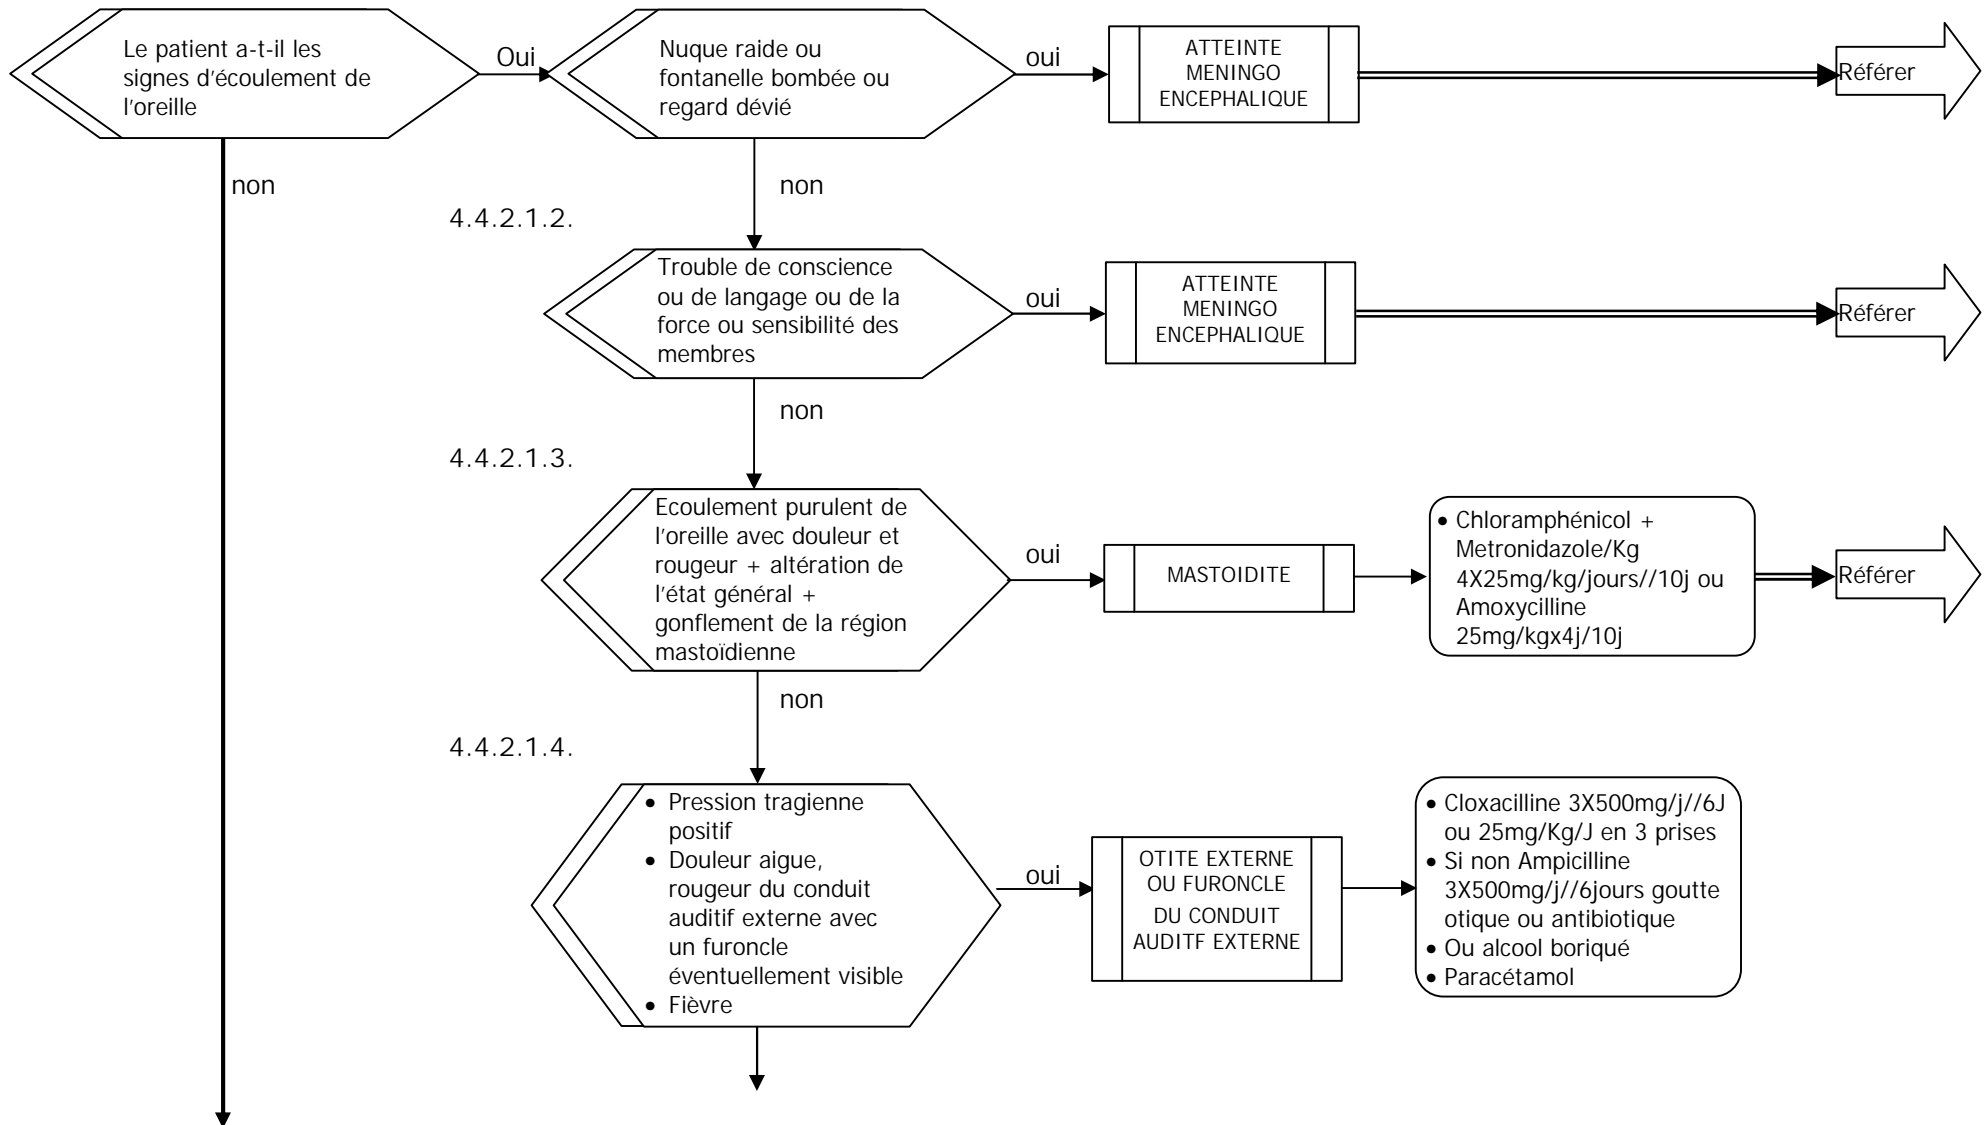 Le patient a-t-il les
signes d'écoulement de
l'oreille
Oui
Nuque raide ou
fontanelle bombée ou
regard dévié
oui
ATTEINTE
MENINGO
ENCEPHALIQUE
Référer
non
non
4.4.2.1.2.
Trouble de conscience
ou de langage ou de la
force ou sensibilité des
membres
oui
ATTEINTE
MENINGO
ENCEPHALIQUE
Référer
non
4.4.2.1.3.
Ecoulement purulent de
l'oreille avec douleur et
rougeur + altération de
l'état général +
gonflement de la région
mastoïdienne
oui
MASTOIDITE
• Chloramphénicol +
Metronidazole/Kg
4X25mg/kg/jours//10j ou
Amoxycilline
25mg/kgx4j/10j
Référer
non
4.4.2.1.4.
• Pression tragienne
positif
• Douleur aigue,
rougeur du conduit
auditif externe avec
un furoncle
éventuellement visible
• Fièvre
oui
OTITE EXTERNE
OU FURONCLE
DU CONDUIT
AUDITF EXTERNE
• Cloxacilline 3X500mg/j//6J
ou 25mg/Kg/J en 3 prises
• Si non Ampicilline
3X500mg/j//6jours goutte
otique ou antibiotique
• Ou alcool boriqué
• Paracétamol